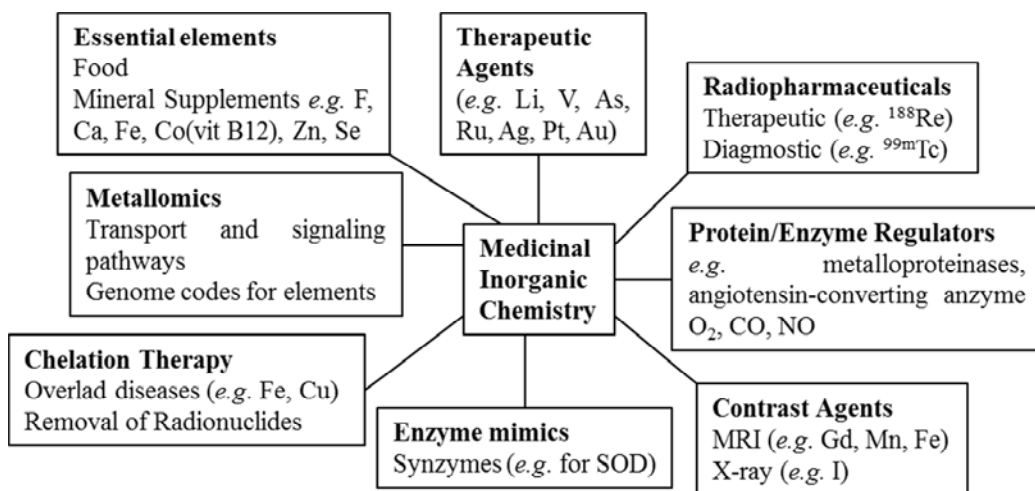 Essential elements
Food
Mineral Supplements e.g. F,
Ca, Fe, Co(vit B12), Zn, Se
Therapeutic
Agents
(e.g. Li, V, As,
Ru, Ag, Pt, Au)
Radiopharmaceuticals
Therapeutic (e.g. ¹⁸⁸Re)
Diagmostic (e.g. ⁹⁹ᵐTc)
Metallomics
Transport and signaling
pathways
Genome codes for elements
Medicinal
Inorganic
Chemistry
Protein/Enzyme Regulators
e.g. metalloproteinases,
angiotensin-converting anzyme
O₂, CO, NO
Chelation Therapy
Overlad diseases (e.g. Fe, Cu)
Removal of Radionuclides
Enzyme mimics
Synzymes (e.g. for SOD)
Contrast Agents
MRI (e.g. Gd, Mn, Fe)
X-ray (e.g. I)